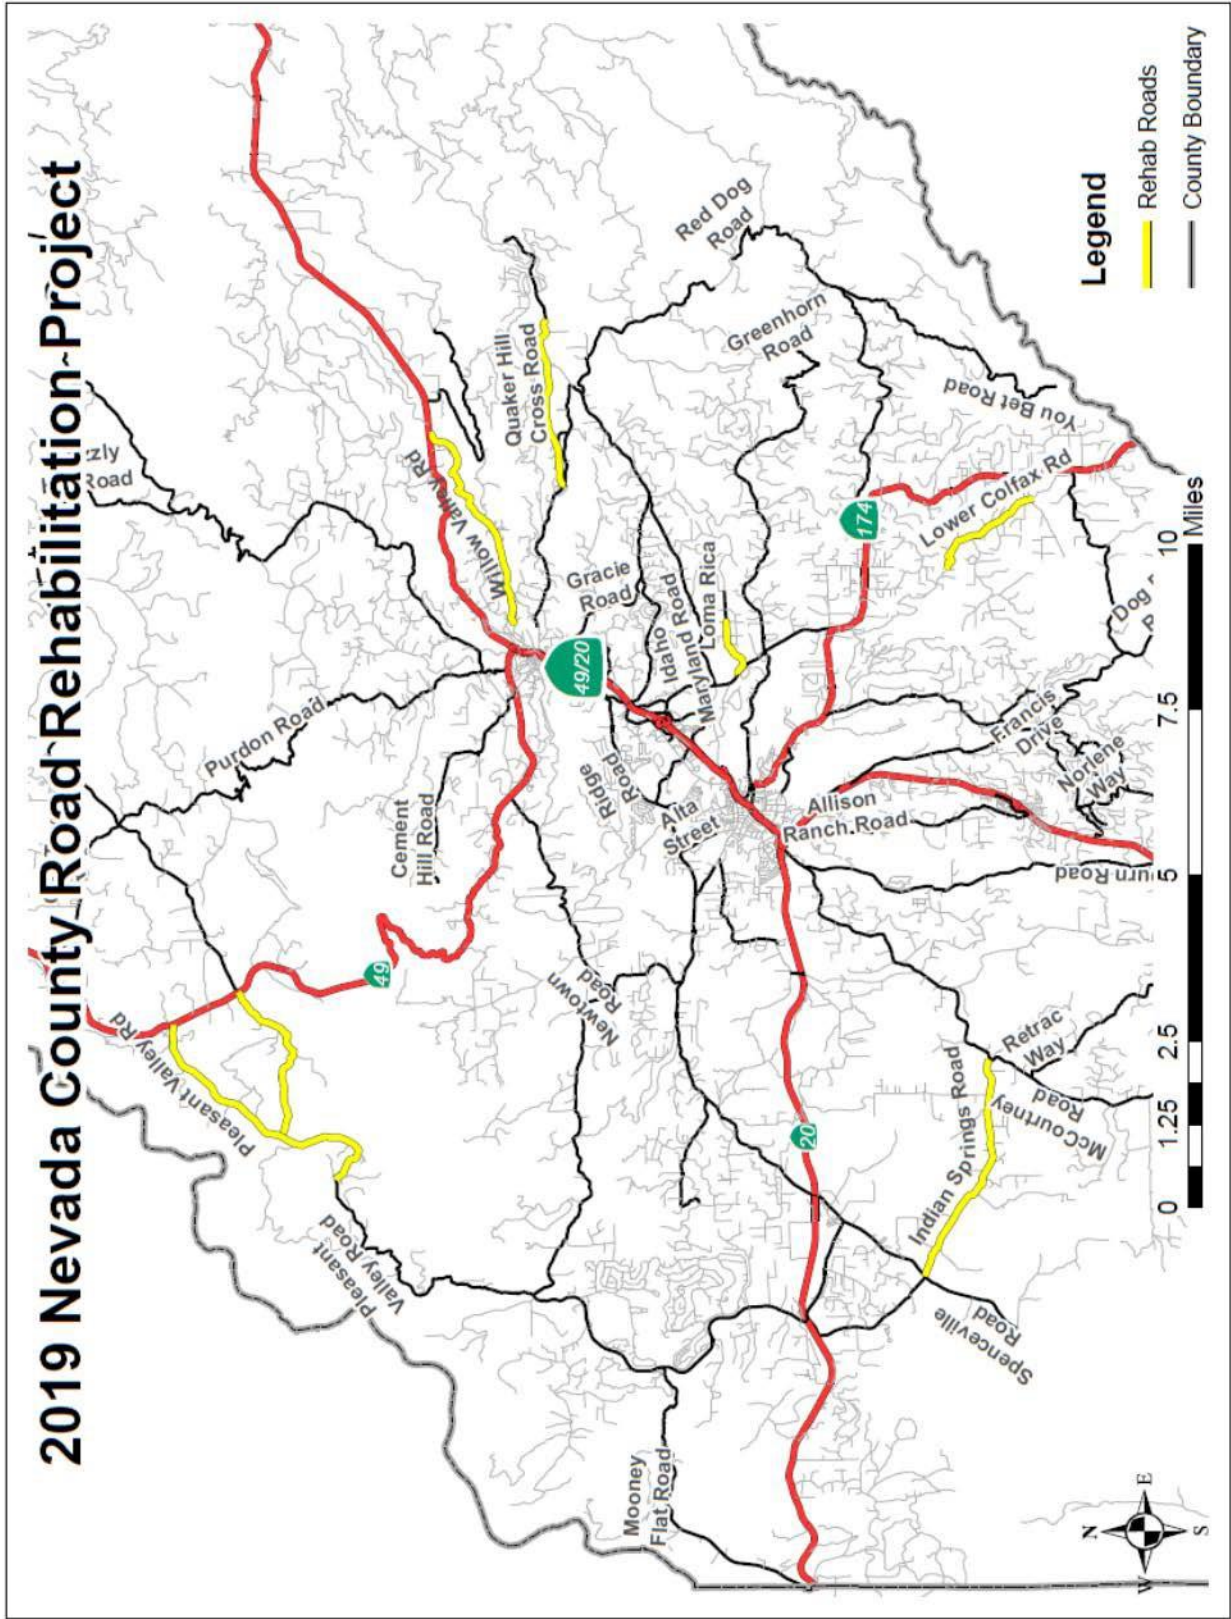 2019 Nevada County Road Rehabilitation Project
Pleasant Valley Rd
Pleasant
Valley Road
Purdon Road
zzly
Road
Cement
Hill Road
49
Willow Valley Rd
Quaker Hill
Cross Road
Red Dog
Road
Greenhorn
Road
You Bet Road
Gracie
Road
49/20
Idaho
Maryland Road
Loma Rica
174
Lower Colfax Rd
Newtown
Road
Ridge
Road
Alta
Street
Allison
Ranch Road
Francis
Drive
Norlene
Way
Dog
urn Road
Mooney
Flat Road
20
Indian Springs Road
Retrac
Way
McCourtney
Road
Spenceville
Road
Legend
Rehab Roads
County Boundary
N
W
E
S
0
1.25
2.5
5
7.5
10
Miles